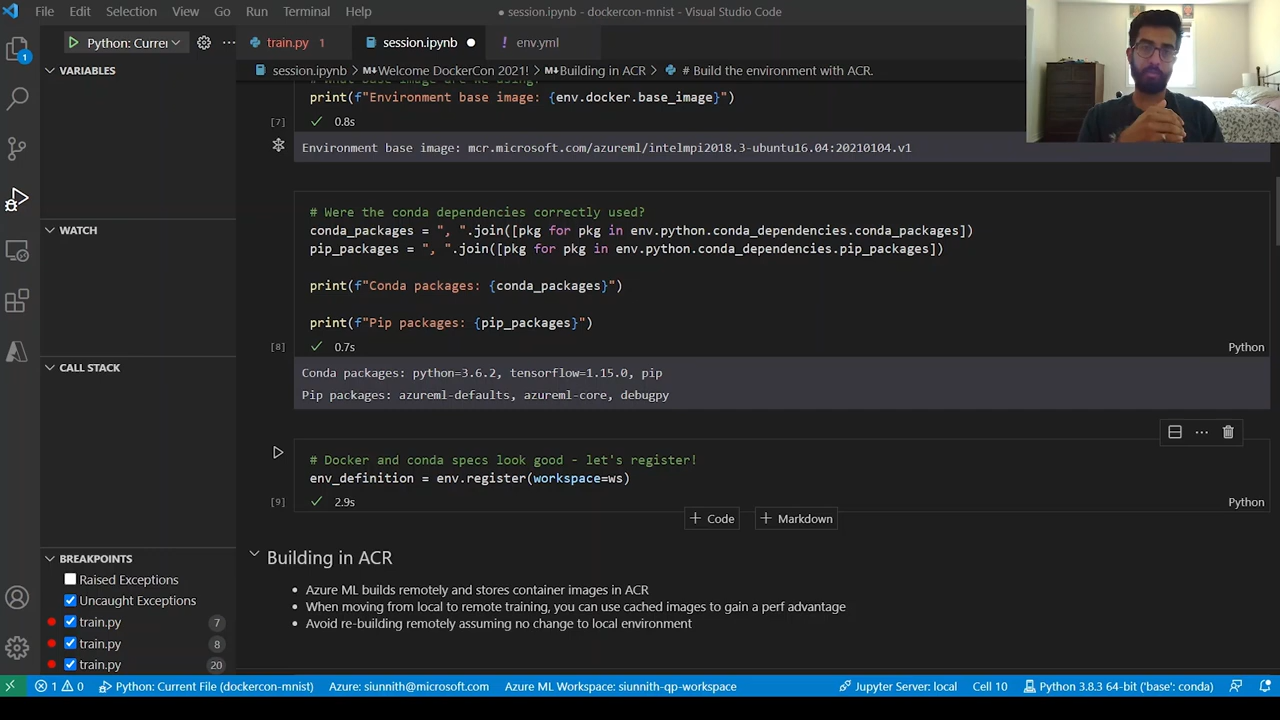 File Edit Selection View Go Run Terminal Help
● session.ipynb - dockercon-mnist - Visual Studio Code
1
Python: Curren
train.py 1
session.ipynb ●
! env.yml
session.ipynb > M↓Welcome DockerCon 2021! > M↓Building in ACR > # Build the environment with ACR.
VARIABLES
WATCH
CALL STACK
BREAKPOINTS
Raised Exceptions
Uncaught Exceptions
train.py 7
train.py 8
train.py 20
print(f"Environment base image: {env.docker.base_image}")
[7] ✓ 0.8s
Environment base image: mcr.microsoft.com/azureml/intelmpi2018.3-ubuntu16.04:20210104.v1
# Were the conda dependencies correctly used?
conda_packages = ", ".join([pkg for pkg in env.python.conda_dependencies.conda_packages])
pip_packages = ", ".join([pkg for pkg in env.python.conda_dependencies.pip_packages])
print(f"Conda packages: {conda_packages}")
print(f"Pip packages: {pip_packages}")
[8] ✓ 0.7s Python
Conda packages: python=3.6.2, tensorflow=1.15.0, pip
Pip packages: azureml-defaults, azureml-core, debugpy
# Docker and conda specs look good - let's register!
env_definition = env.register(workspace=ws)
[9] ✓ 2.9s Python
+ Code + Markdown
Building in ACR
• Azure ML builds remotely and stores container images in ACR
• When moving from local to remote training, you can use cached images to gain a perf advantage
• Avoid re-building remotely assuming no change to local environment
1 0 Python: Current File (dockercon-mnist) Azure: siunnith@microsoft.com Azure ML Workspace: siunnith-qp-workspace Jupyter Server: local Cell 10 Python 3.8.3 64-bit ('base': conda)